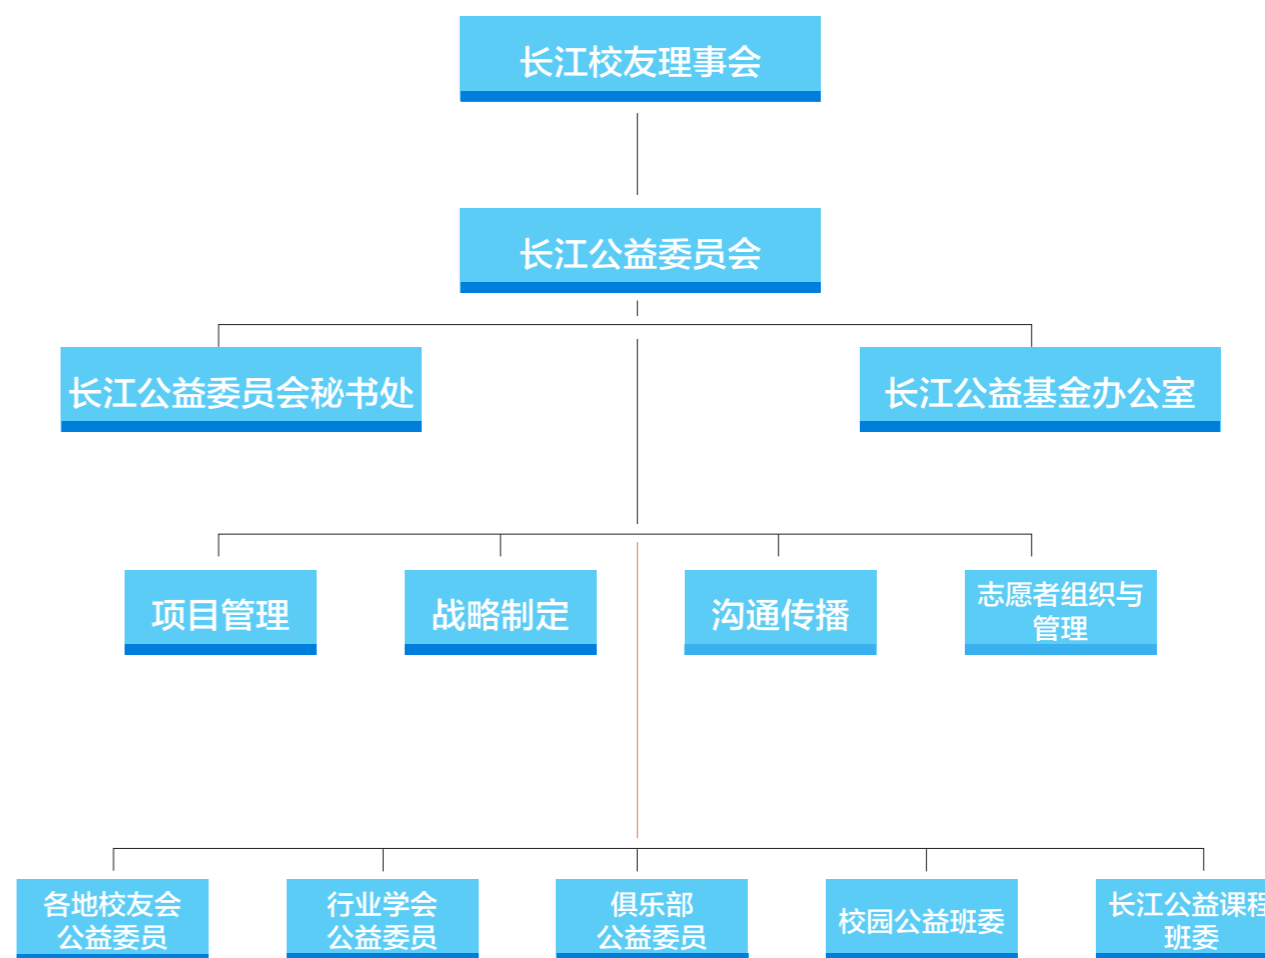 长江校友理事会
长江公益委员会
长江公益委员会秘书处
长江公益基金办公室
项目管理
战略制定
沟通传播
志愿者组织与
管理
各地校友会
公益委员
行业学会
公益委员
俱乐部
公益委员
校园公益班委
长江公益课程
班委